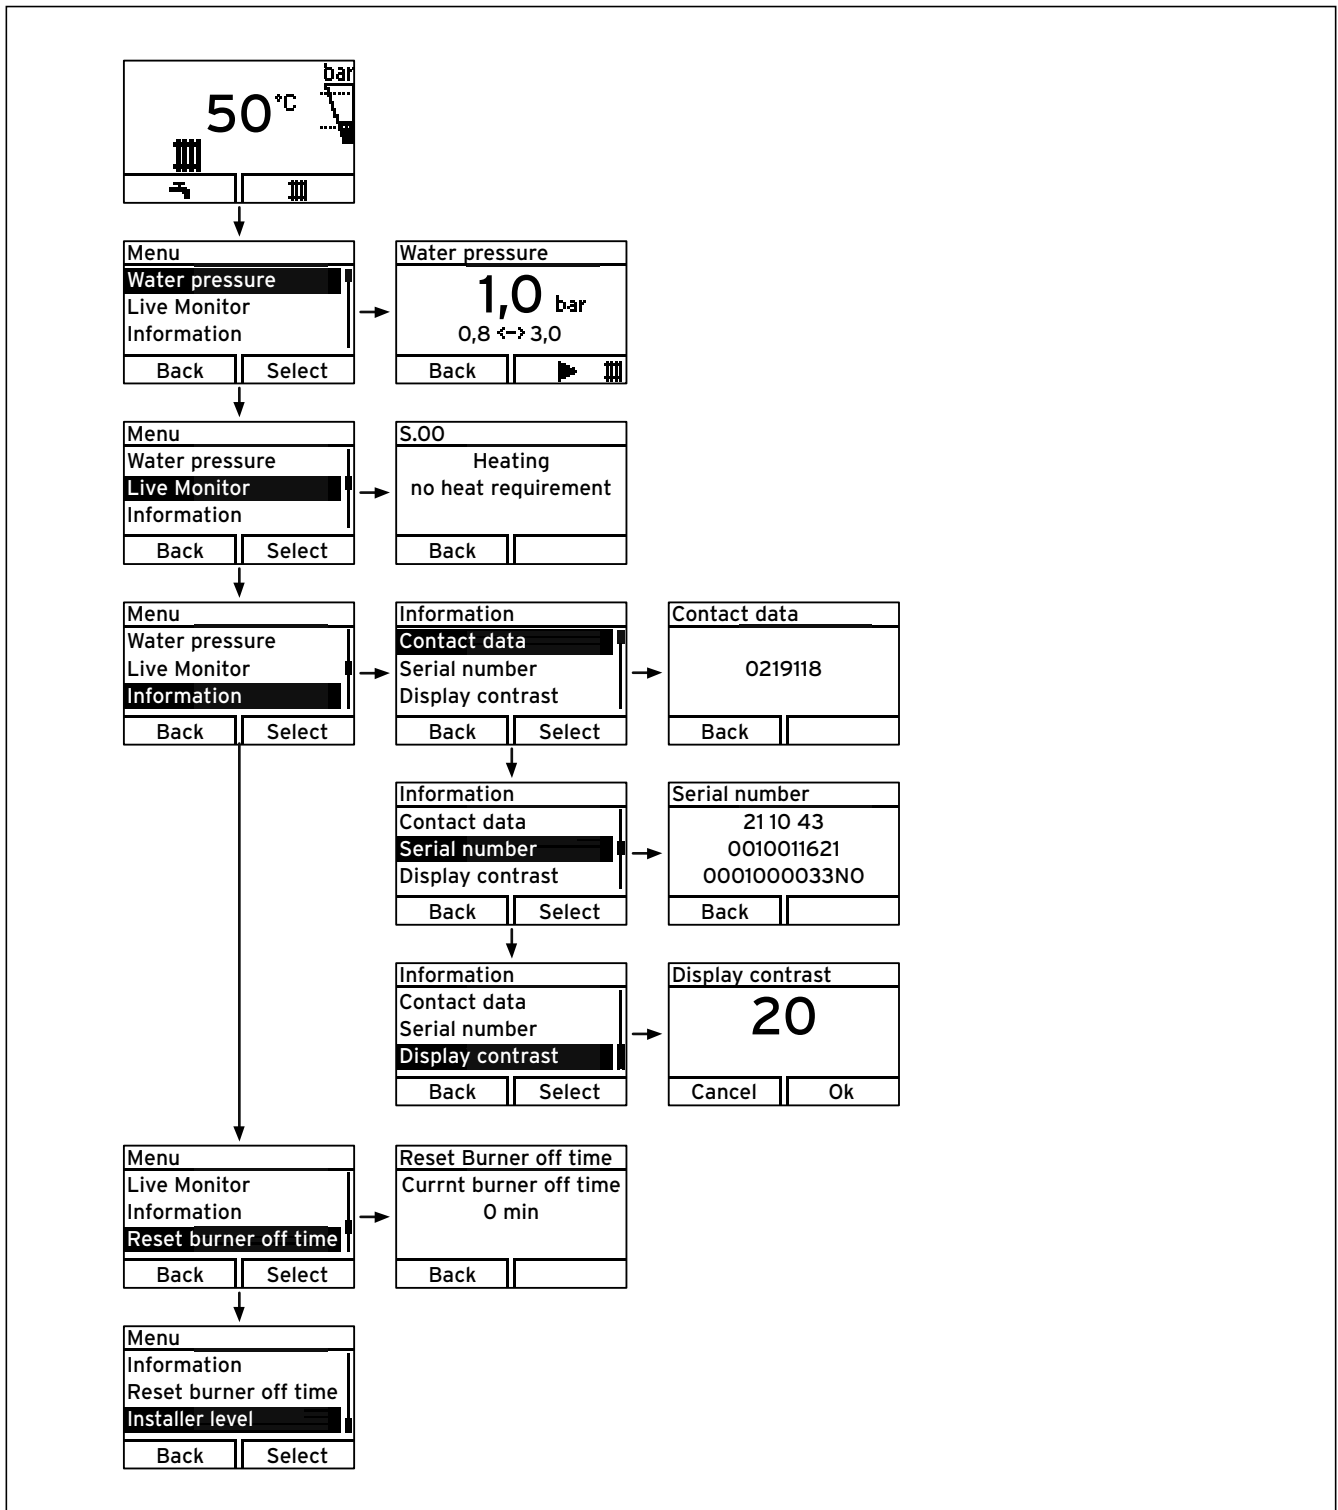 bar
50 °C
Menu
Water pressure
Live Monitor
Information
Back Select
Water pressure
1,0 bar
0,8 <-> 3,0
Back
Menu
Water pressure
Live Monitor
Information
Back Select
S.00
Heating
no heat requirement
Back
Menu
Water pressure
Live Monitor
Information
Back Select
Information
Contact data
Serial number
Display contrast
Back Select
Contact data
0219118
Back
Information
Contact data
Serial number
Display contrast
Back Select
Serial number
21 10 43
0010011621
0001000033N0
Back
Information
Contact data
Serial number
Display contrast
Back Select
Display contrast
20
Cancel Ok
Menu
Live Monitor
Information
Reset burner off time
Back Select
Reset Burner off time
Currnt burner off time
0 min
Back
Menu
Information
Reset burner off time
Installer level
Back Select